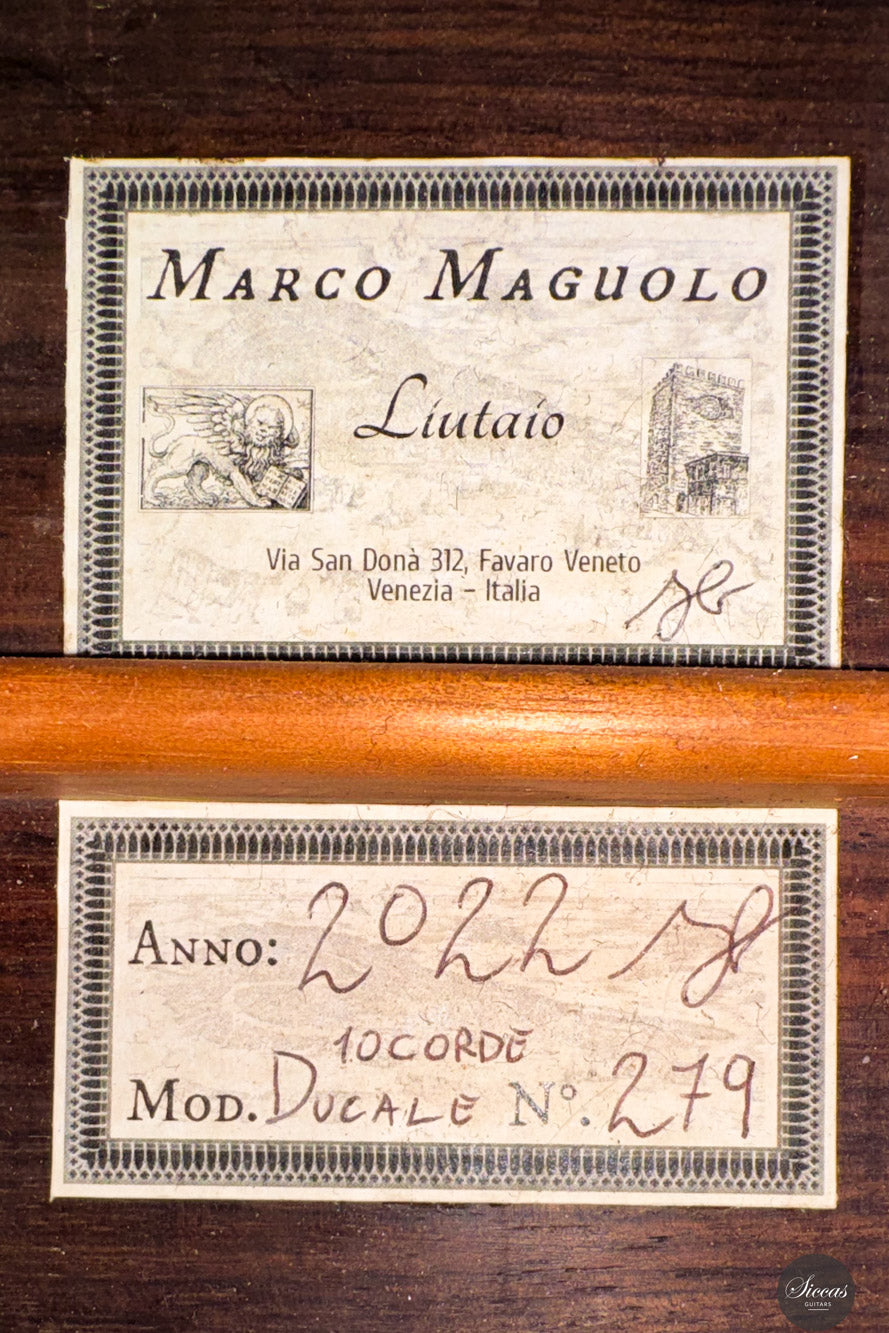 MARCO MAGUOLO
Liutaio
Via San Donà 312, Favaro Veneto
Venezia – Italia
ANNO: 2022
10 CORDE
MOD. DUCALE N°. 279
Siccas
GUITARS